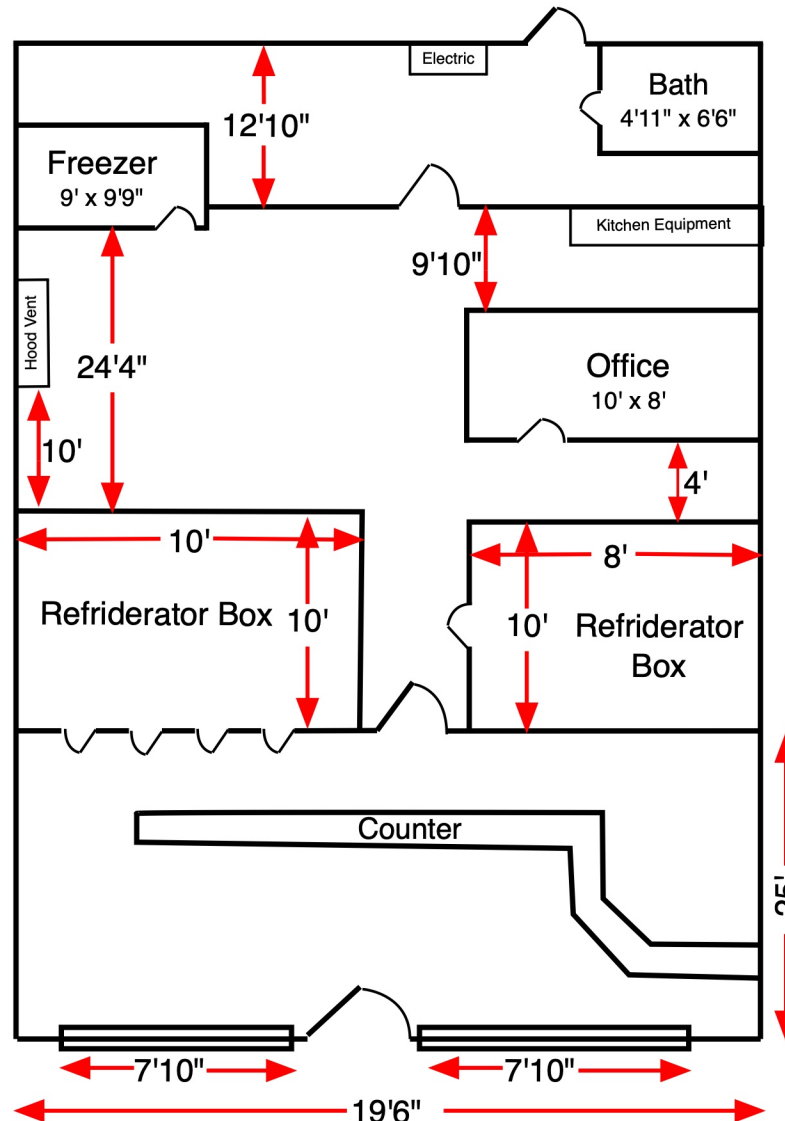 Electric
Bath
4'11" x 6'6"
12'10"
Freezer
9' x 9'9"
Kitchen Equipment
9'10"
Hood Vent
24'4"
Office
10' x 8'
10'
4'
10'
8'
Refriderator Box
10'
10'
Refriderator
Box
Counter
7'10"
7'10"
19'6"